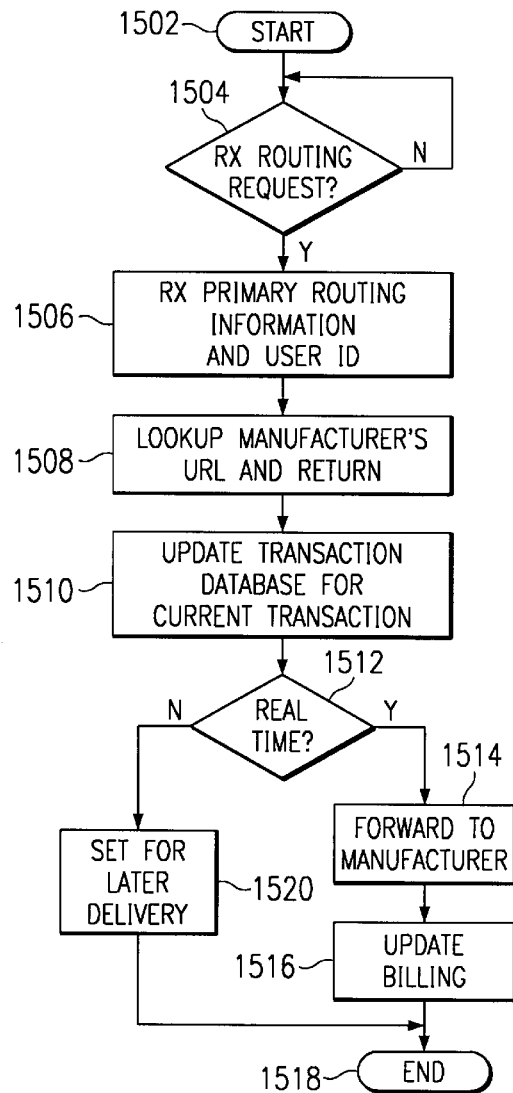 1502
START
1504
RX ROUTING
REQUEST?
N
Y
1506
RX PRIMARY ROUTING
INFORMATION
AND USER ID
1508
LOOKUP MANUFACTURER'S
URL AND RETURN
1510
UPDATE TRANSACTION
DATABASE FOR
CURRENT TRANSACTION
1512
N
REAL
TIME?
Y
1514
FORWARD TO
MANUFACTURER
SET FOR
LATER
DELIVERY
1520
1516
UPDATE
BILLING
1518
END